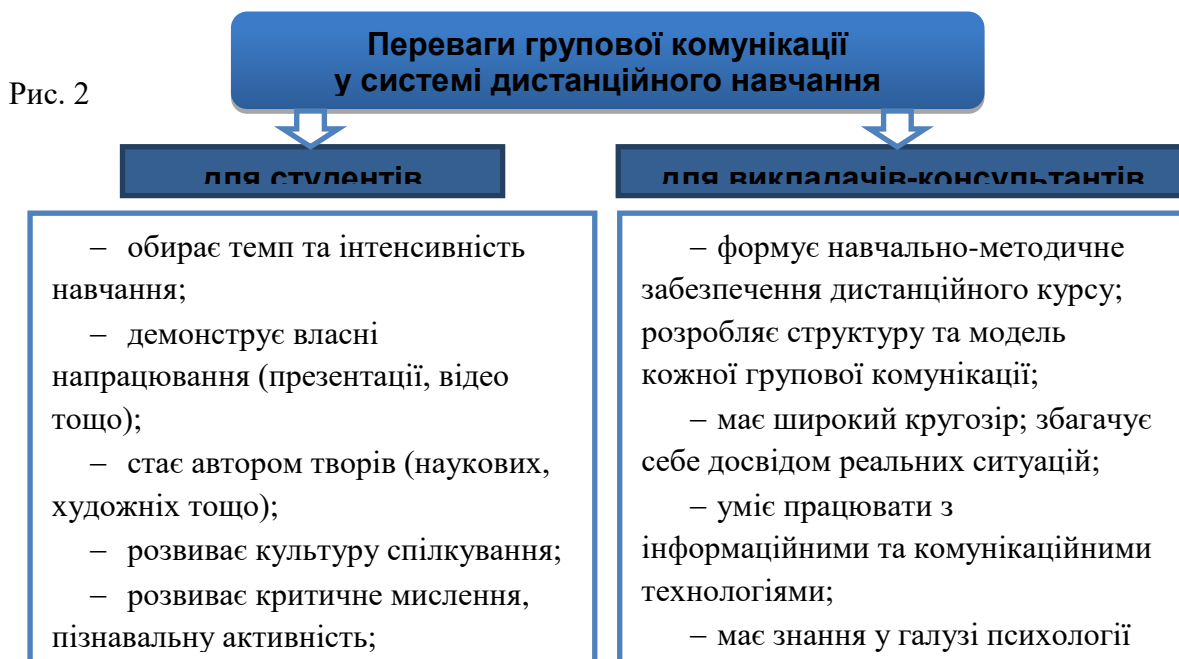 Переваги групової комунікації
у системі дистанційного навчання
Рис. 2
для студентів
для викладачів-консультантів
– обирає темп та інтенсивність
навчання;
– демонструє власні
напрацювання (презентації, відео
тощо);
– стає автором творів (наукових,
художніх тощо);
– розвиває культуру спілкування;
– розвиває критичне мислення,
пізнавальну активність;
– формує навчально-методичне
забезпечення дистанційного курсу;
розробляє структуру та модель
кожної групової комунікації;
– має широкий кругозір; збагачує
себе досвідом реальних ситуацій;
– уміє працювати з
інформаційними та комунікаційними
технологіями;
– має знання у галузі психології